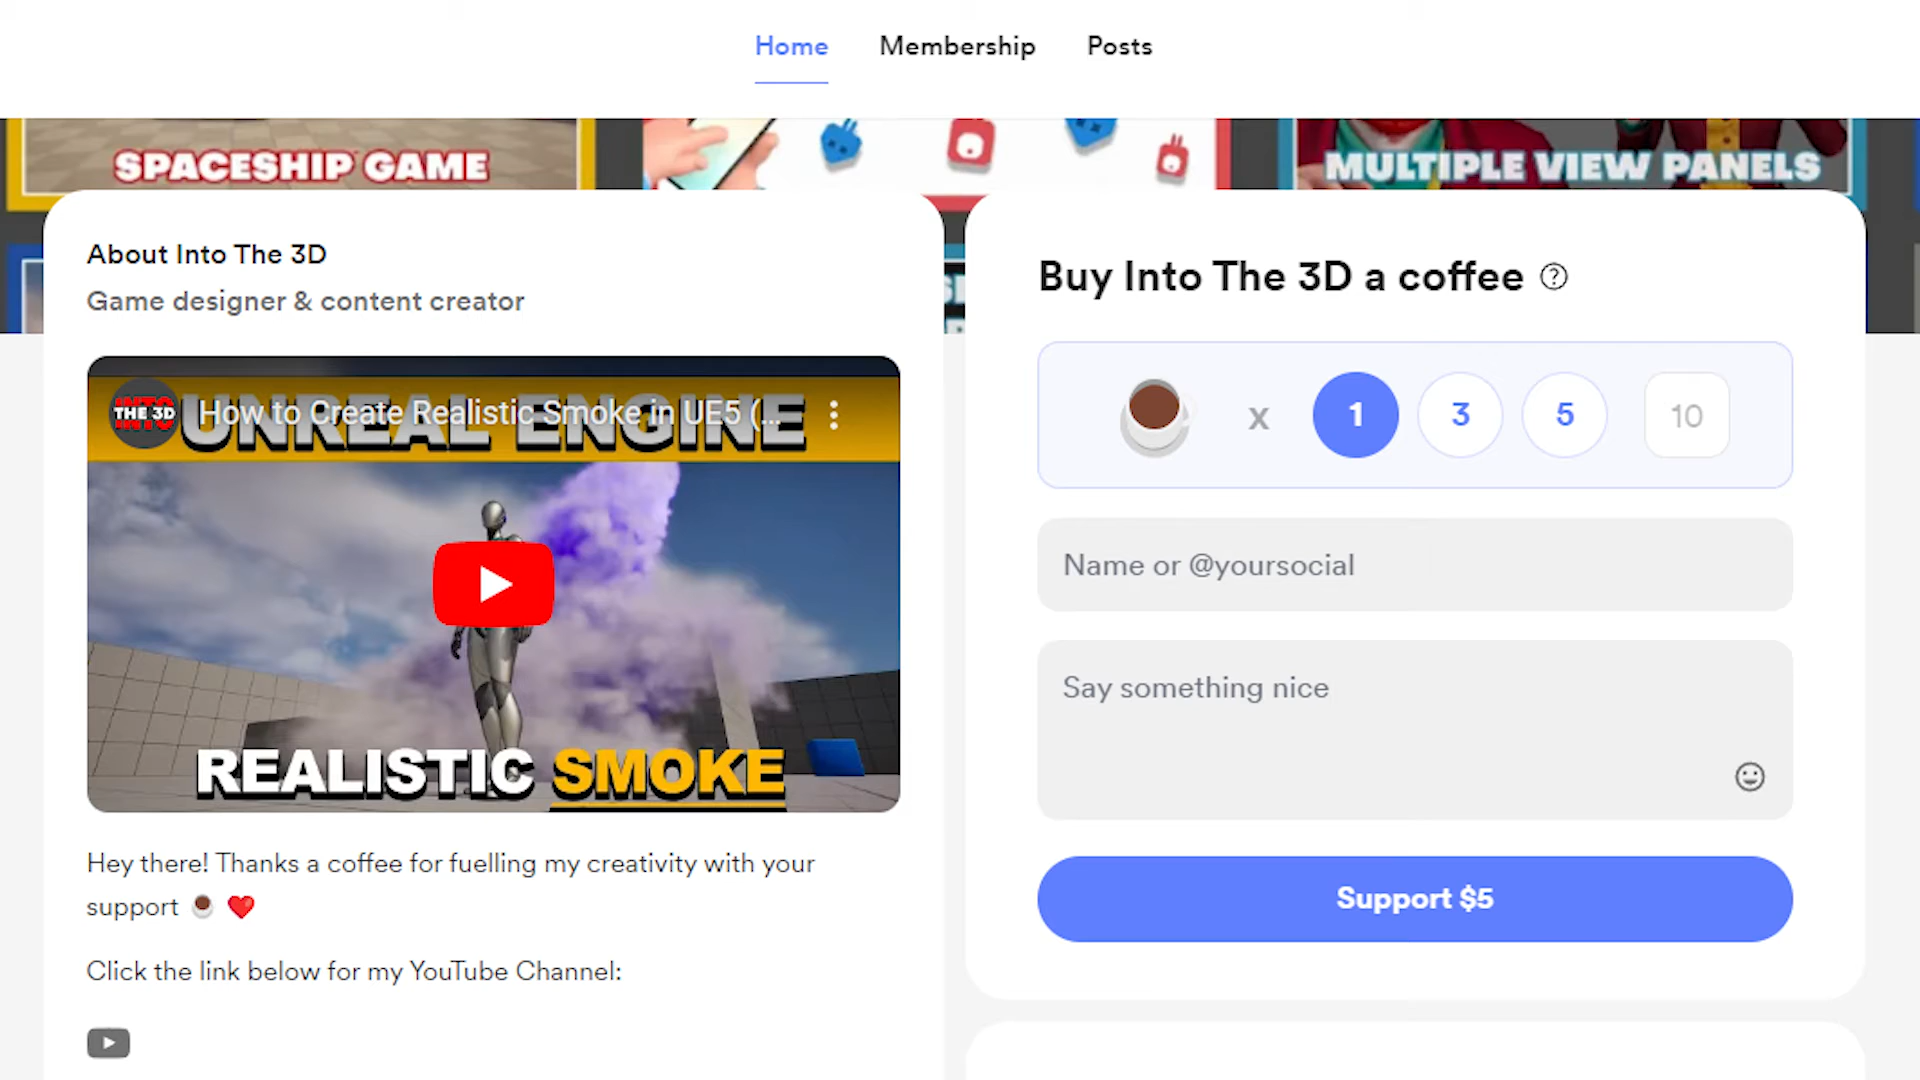 Home Membership Posts
SPACESHIP GAME
MULTIPLE VIEW PANELS
About Into The 3D
Game designer & content creator
UNREAL ENGINE
INTO
THE 3D
How to Create Realistic Smoke in UE5 (...
REALISTIC SMOKE
Hey there! Thanks a coffee for fuelling my creativity with your
support ☕ ❤️
Click the link below for my YouTube Channel:
Buy Into The 3D a coffee ?
x 1 3 5 10
Name or @yoursocial
Say something nice
Support $5